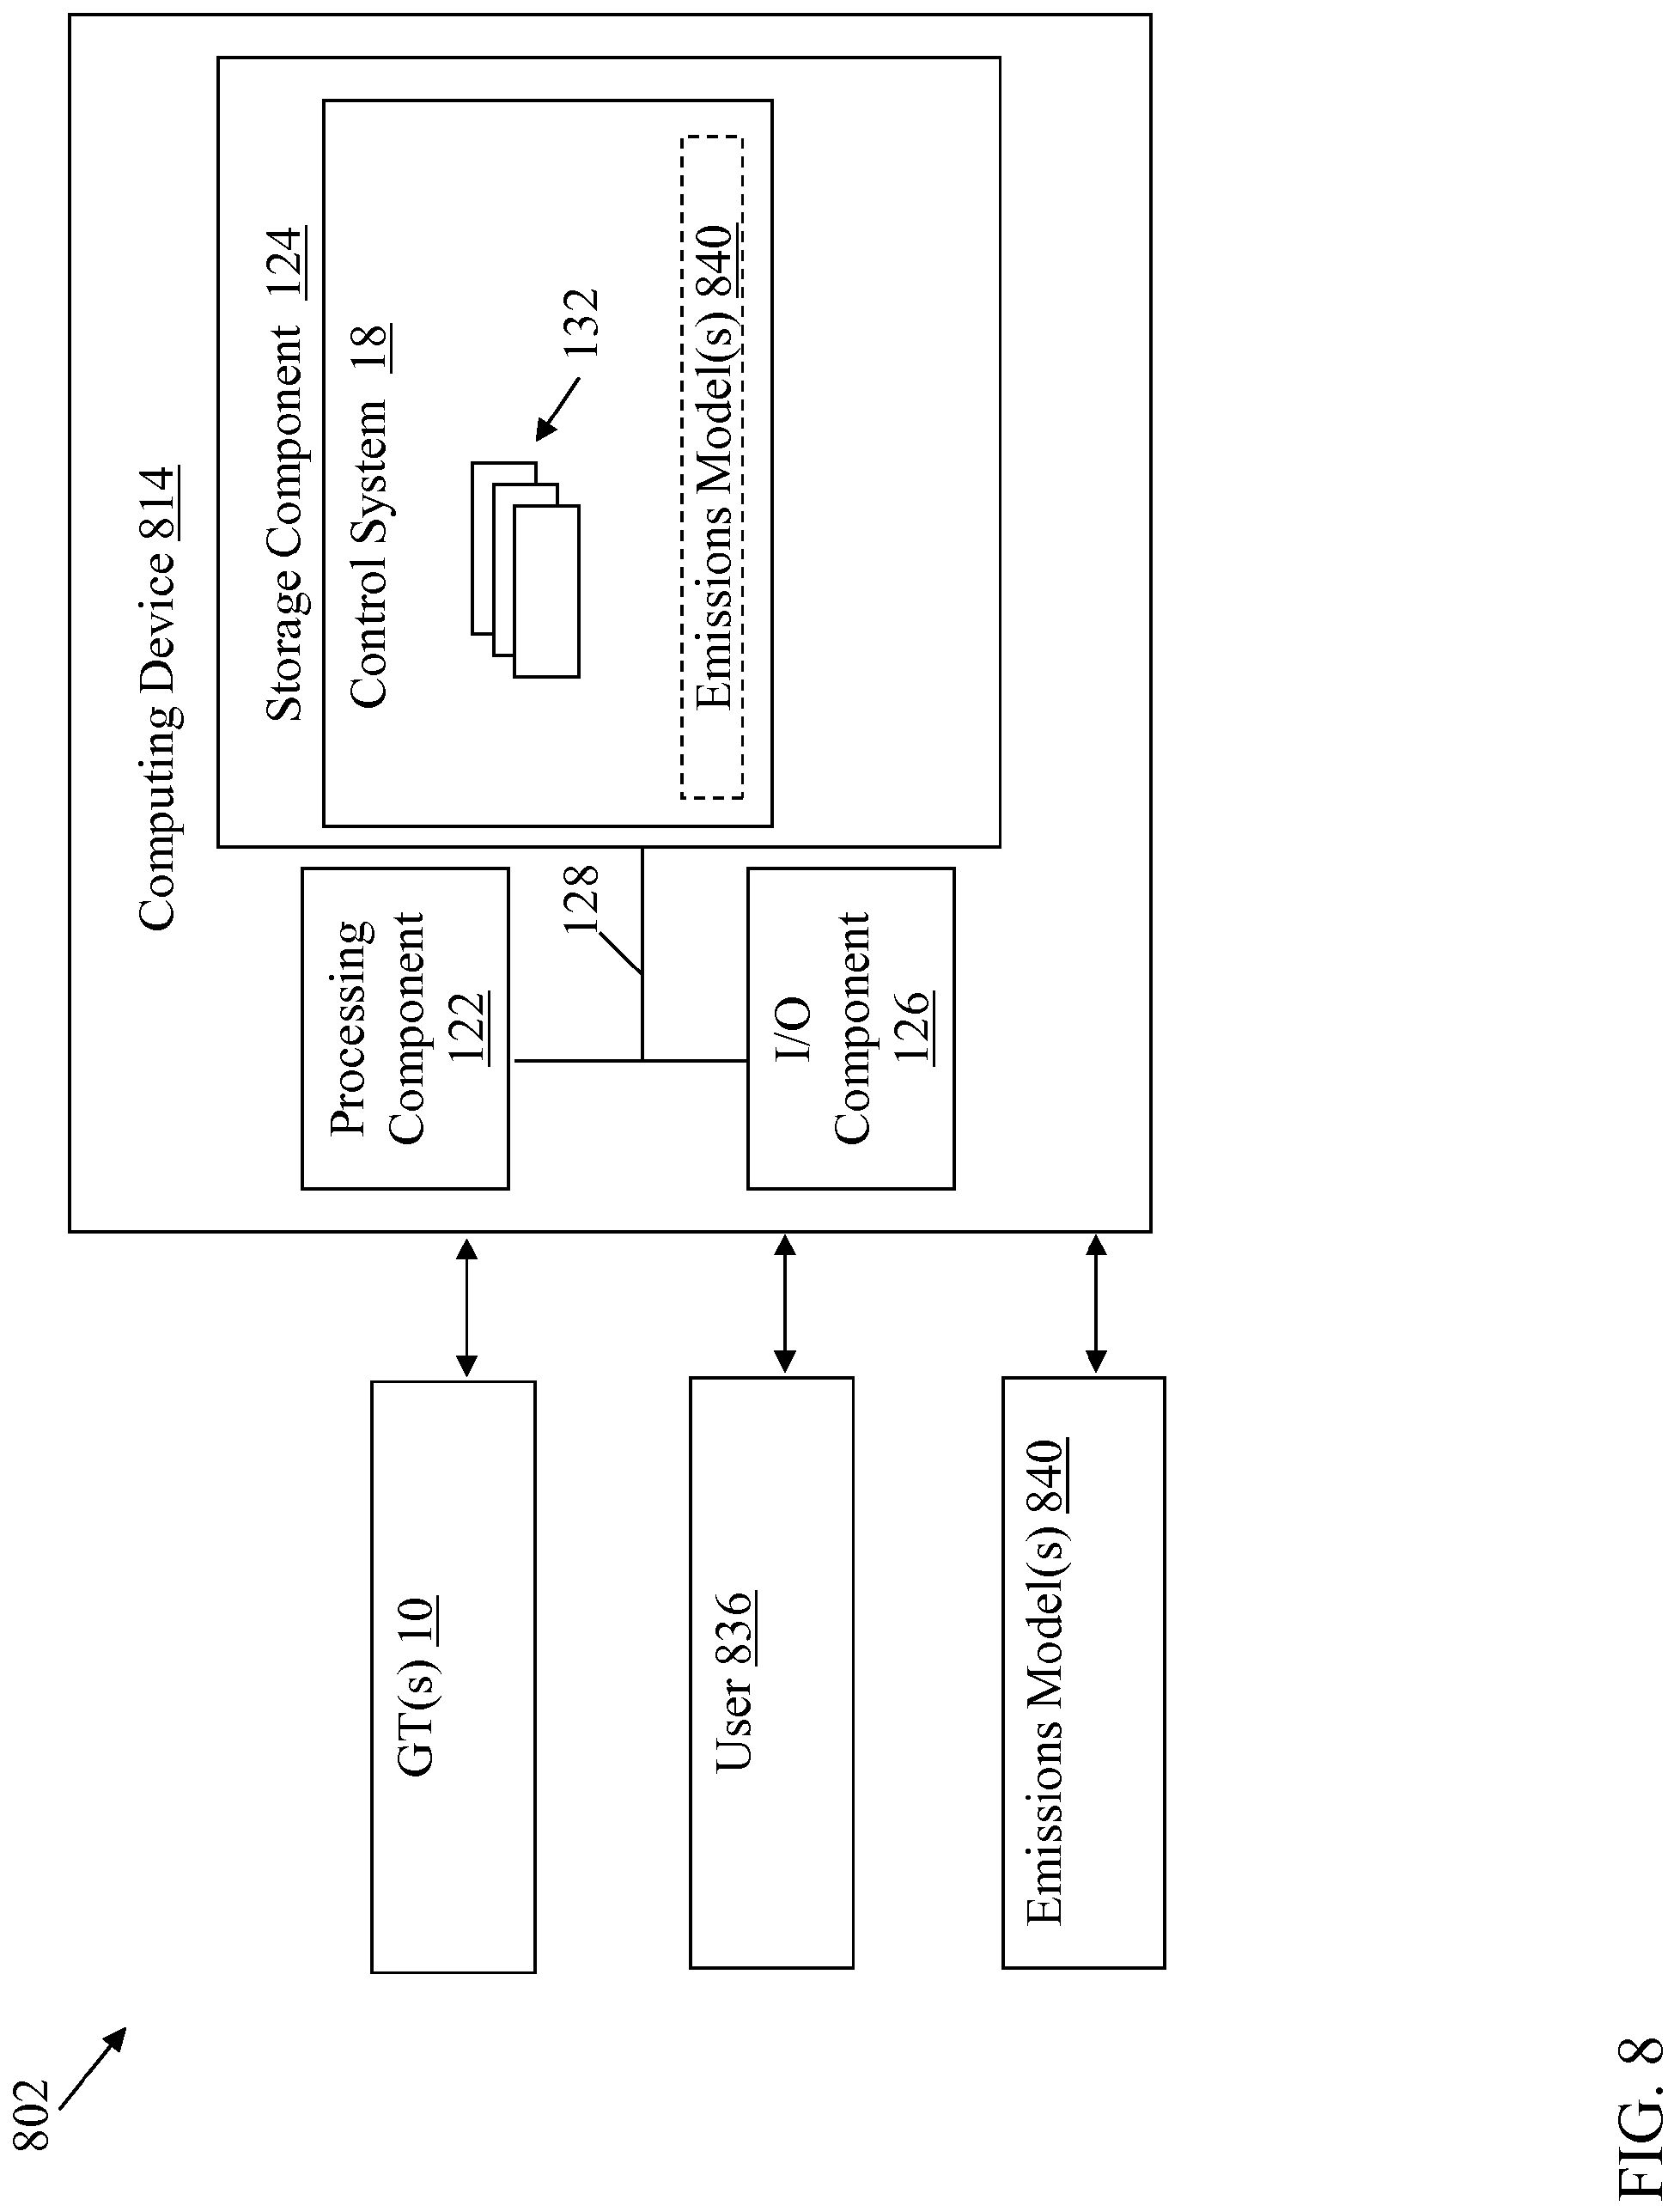 802
Computing Device 814
Storage Component 124
Control System 18
132
Emissions Model(s) 840
Processing
Component
122
128
I/O
Component
126
GT(s) 10
User 836
Emissions Model(s) 840
FIG. 8